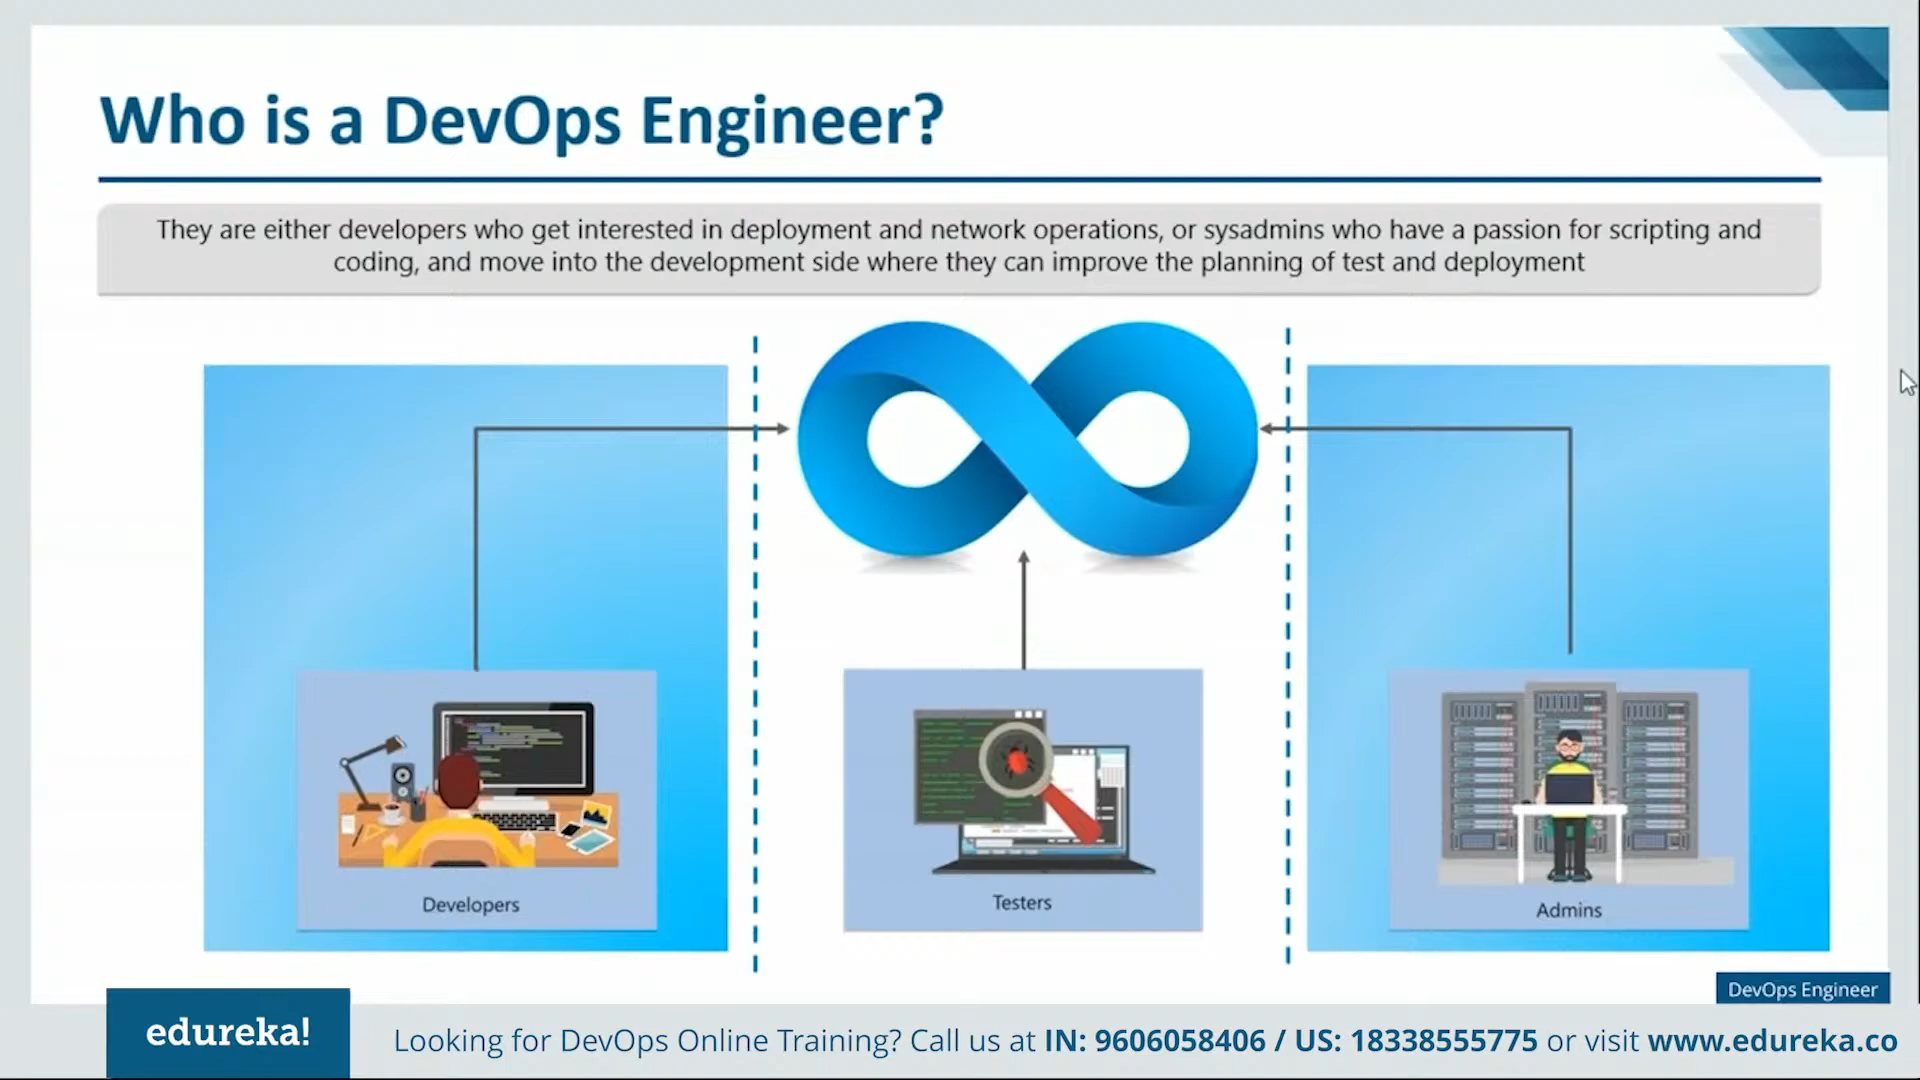 Who is a DevOps Engineer?
They are either developers who get interested in deployment and network operations, or sysadmins who have a passion for scripting and
coding, and move into the development side where they can improve the planning of test and deployment
Developers
Testers
Admins
DevOps Engineer
edureka!
Looking for DevOps Online Training? Call us at IN: 9606058406 / US: 18338555775 or visit www.edureka.co